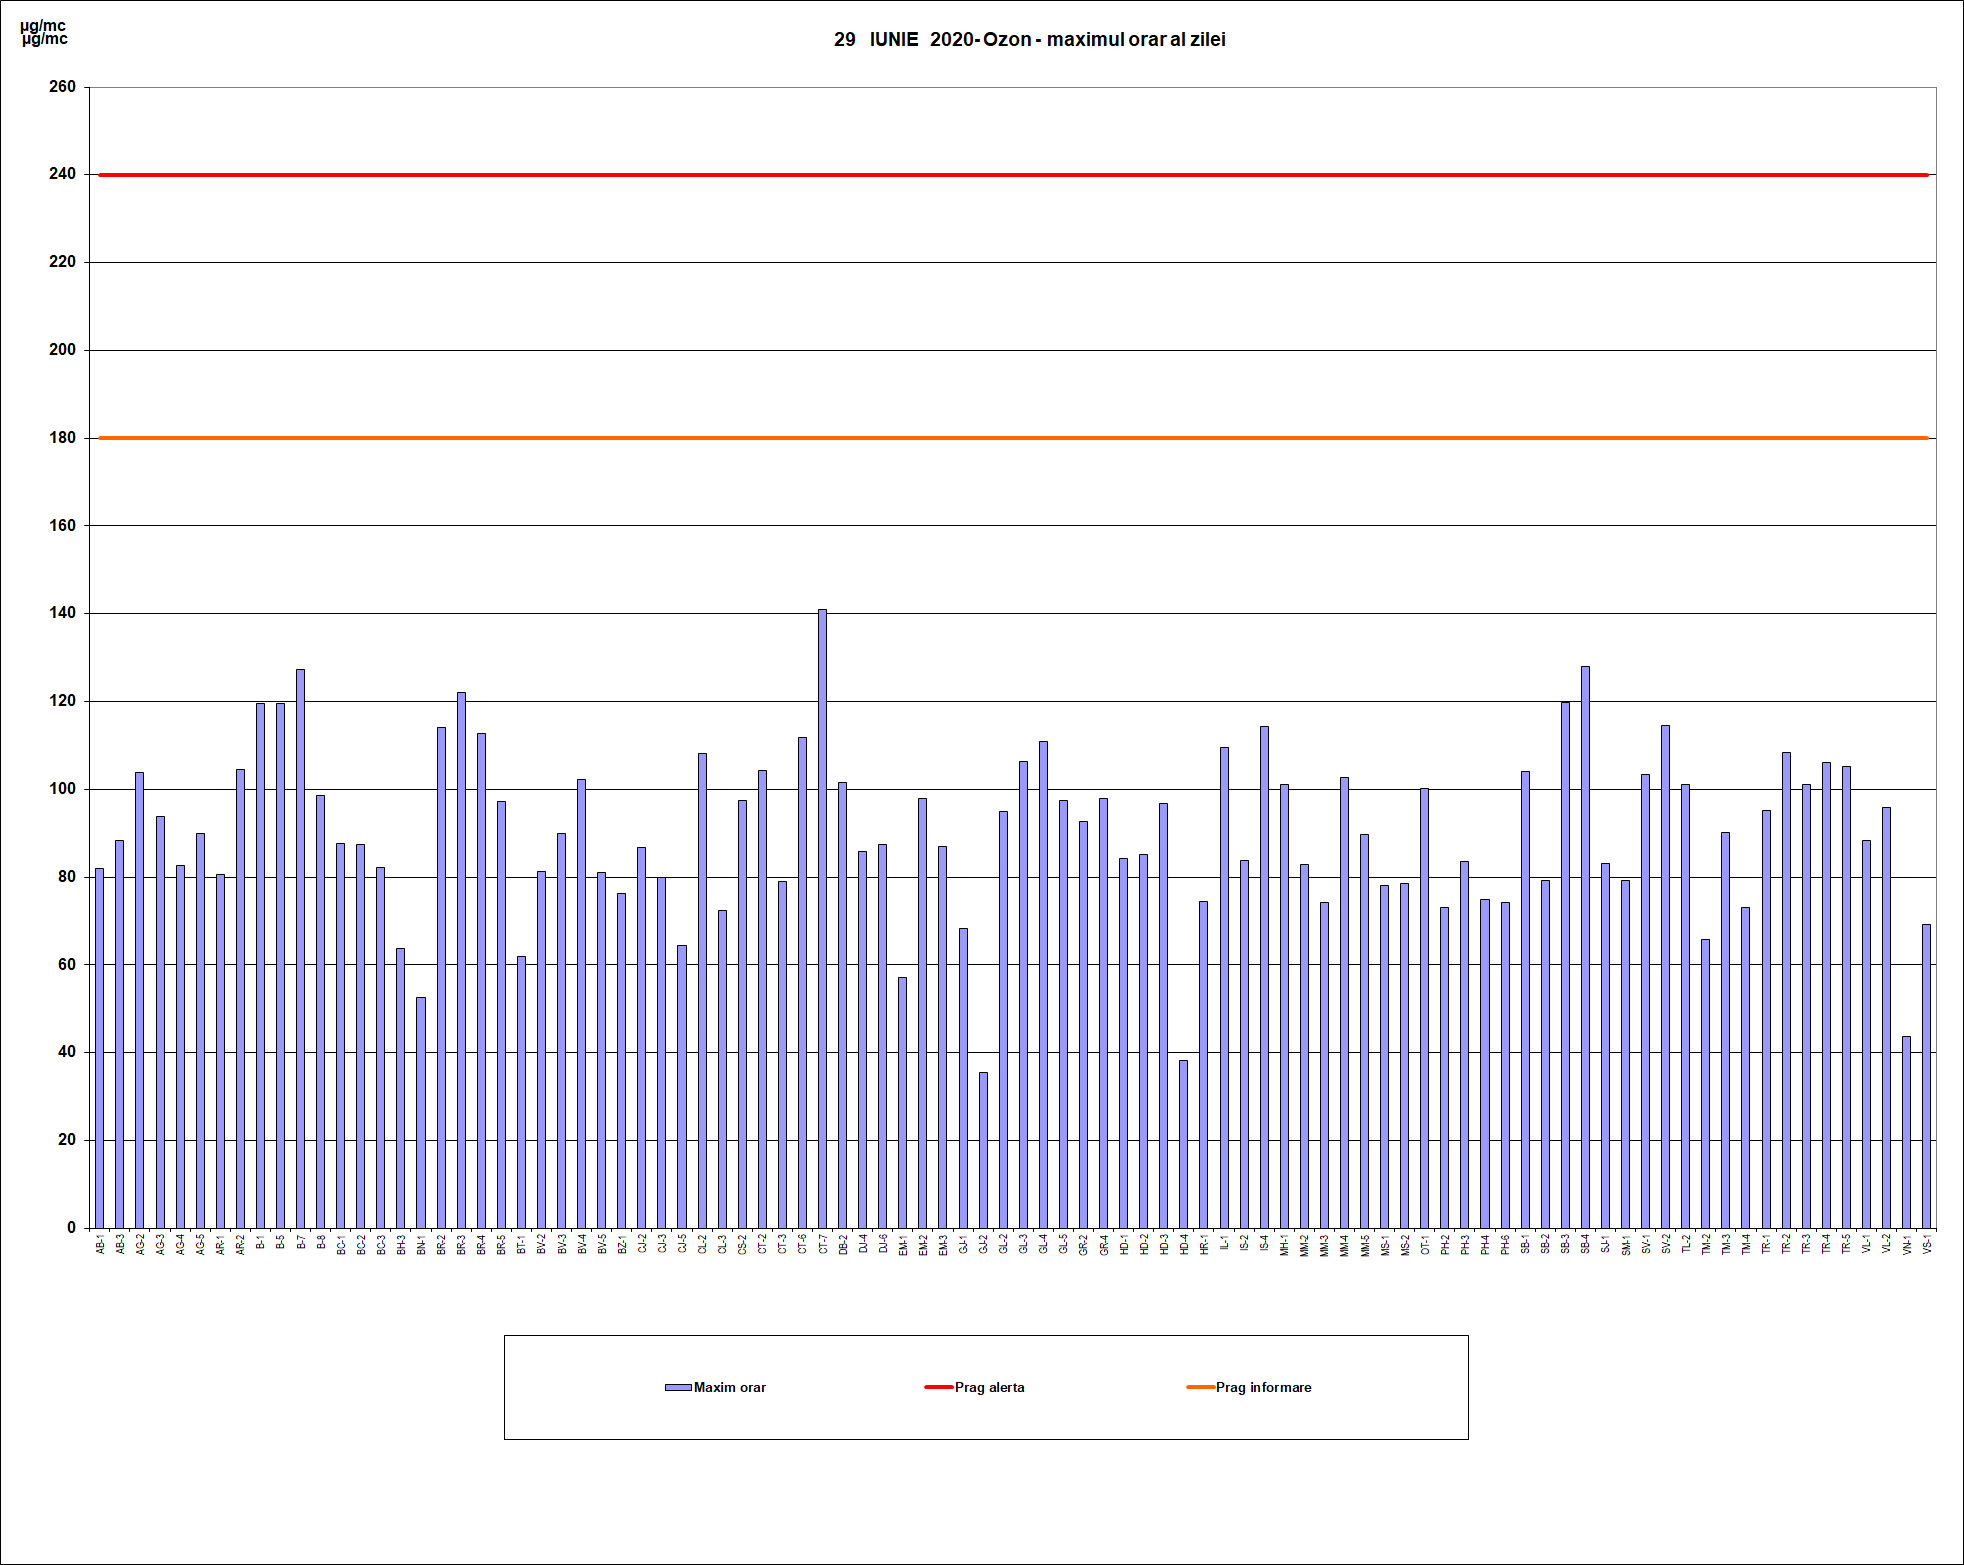 µg/mc
µg/mc
29 IUNIE 2020- Ozon - maximul orar al zilei
260
240
220
200
180
160
140
120
100
80
60
40
20
0
AB-1
AB-3
AG-2
AG-3
AG-4
AG-5
AR-1
AR-2
B-1
B-5
B-7
B-8
BC-1
BC-2
BC-3
BH-3
BN-1
BR-2
BR-3
BR-4
BR-5
BT-1
BV-2
BV-3
BV-4
BV-5
BZ-1
CJ-2
CJ-3
CJ-5
CL-2
CL-3
CS-2
CT-2
CT-3
CT-6
CT-7
DB-2
DJ-4
DJ-6
EM-1
EM-2
EM-3
GJ-1
GJ-2
GL-2
GL-3
GL-4
GL-5
GR-2
GR-4
HD-1
HD-2
HD-3
HD-4
HR-1
IL-1
IS-2
IS-4
MH-1
MM-2
MM-3
MM-4
MM-5
MS-1
MS-2
OT-1
PH-2
PH-3
PH-4
PH-6
SB-1
SB-2
SB-3
SB-4
SJ-1
SM-1
SV-1
SV-2
TL-2
TM-2
TM-3
TM-4
TR-1
TR-2
TR-3
TR-4
TR-5
VL-1
VL-2
VN-1
VS-1
Maxim orar
Prag alerta
Prag informare